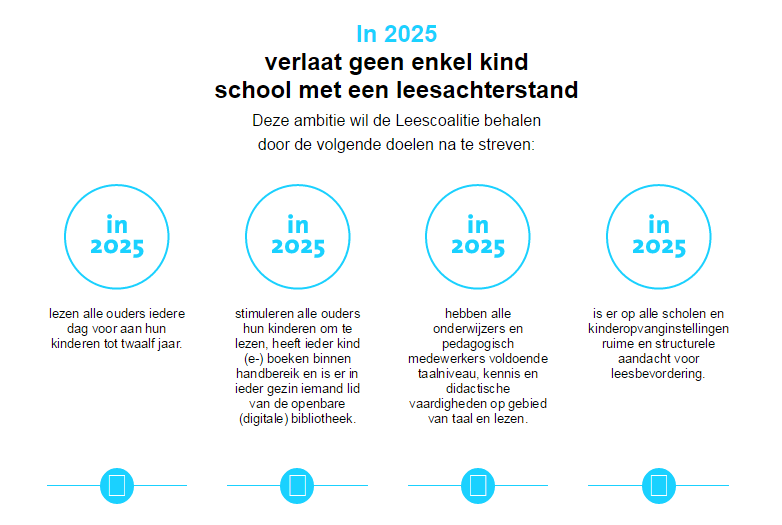 In 2025
verlaat geen enkel kind
school met een leesachterstand
Deze ambitie wil de Leescoalitie behalen
door de volgende doelen na te streven:
in
2025
lezen alle ouders iedere
dag voor aan hun
kinderen tot twaalf jaar.
in
2025
stimuleren alle ouders
hun kinderen om te
lezen, heeft ieder kind
(e-) boeken binnen
handbereik en is er in
ieder gezin iemand lid
van de openbare
(digitale) bibliotheek.
in
2025
hebben alle
onderwijzers en
pedagogisch
medewerkers voldoende
taalniveau, kennis en
didactische
vaardigheden op gebied
van taal en lezen.
in
2025
is er op alle scholen en
kinderopvanginstellingen
ruime en structurele
aandacht voor
leesbevordering.